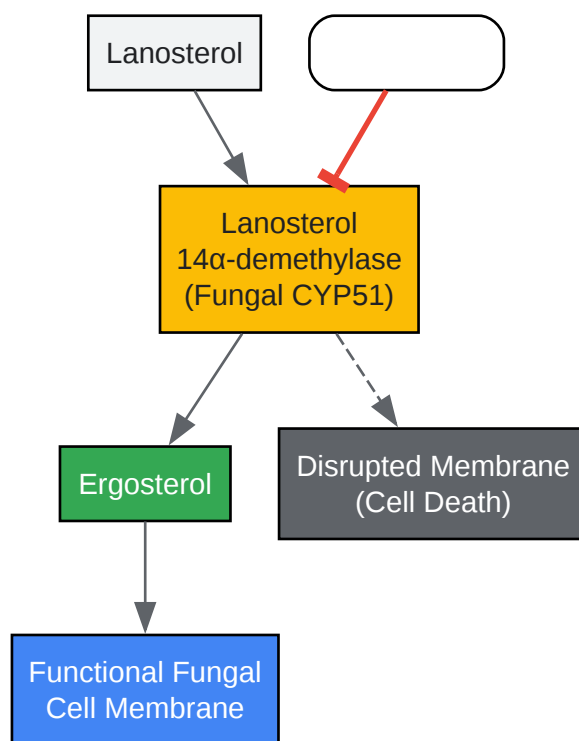 Lanosterol
Lanosterol
14α-demethylase
(Fungal CYP51)
Ergosterol
Disrupted Membrane
(Cell Death)
Functional Fungal
Cell Membrane